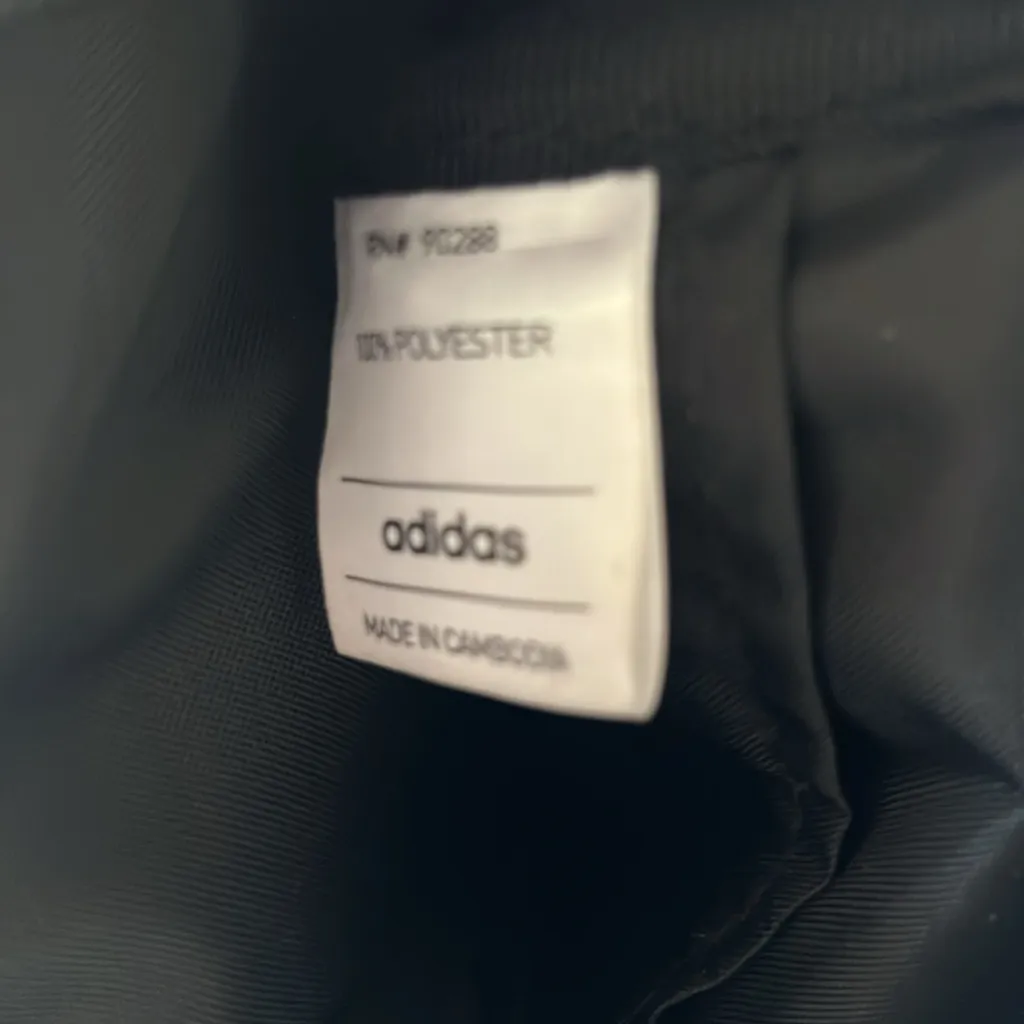 RN# 90288
100% POLYESTER
adidas
MADE IN CAMBODIA